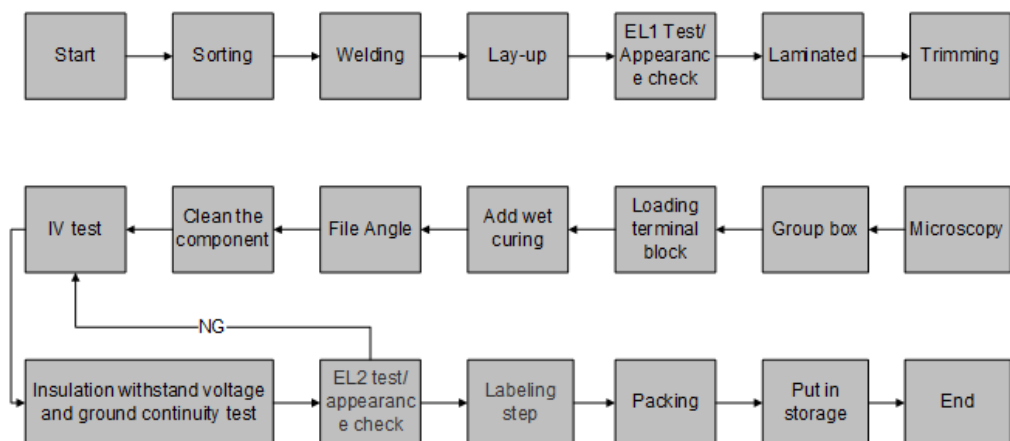 Start
Sorting
Welding
Lay-up
EL1 Test/
Appearanc
e check
Laminated
Trimming
IV test
Clean the
component
File Angle
Add wet
curing
Loading
terminal
block
Group box
Microscopy
NG
Insulation withstand voltage
and ground continuity test
EL2 test/
appearanc
e check
Labeling
step
Packing
Put in
storage
End